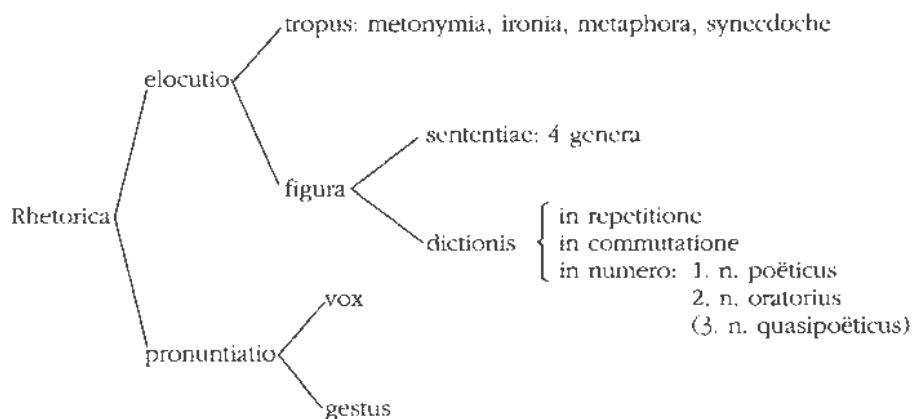 tropus: metonymia, ironia, metaphora, synecdoche
elocutio
sententiae: 4 genera
figura
Rhetorica
in repetitione
dictionis
in commutatione
in numero: 1. n. poëticus
2. n. oratorius
(3. n. quasipoëticus)
vox
pronuntiatio
gestus